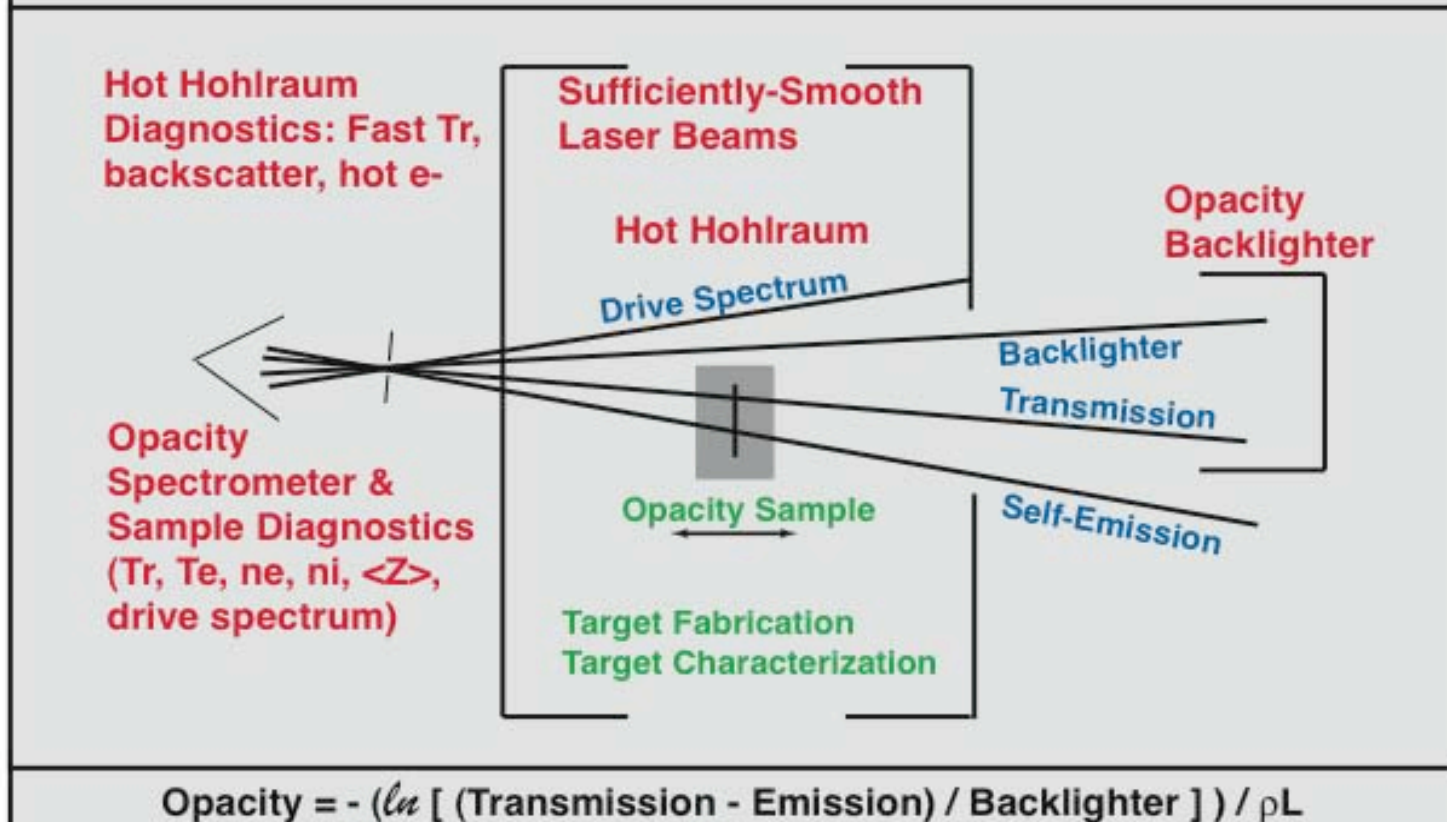 Hot Hohlraum
Diagnostics: Fast Tr,
backscatter, hot e-
Sufficiently-Smooth
Laser Beams
Hot Hohlraum
Opacity
Backlighter
Drive Spectrum
Backlighter
Transmission
Self-Emission
Opacity
Spectrometer &
Sample Diagnostics
(Tr, Te, ne, ni, <Z>,
drive spectrum)
Opacity Sample
Target Fabrication
Target Characterization
Opacity = - (ln [ (Transmission - Emission) / Backlighter ] ) / ρL